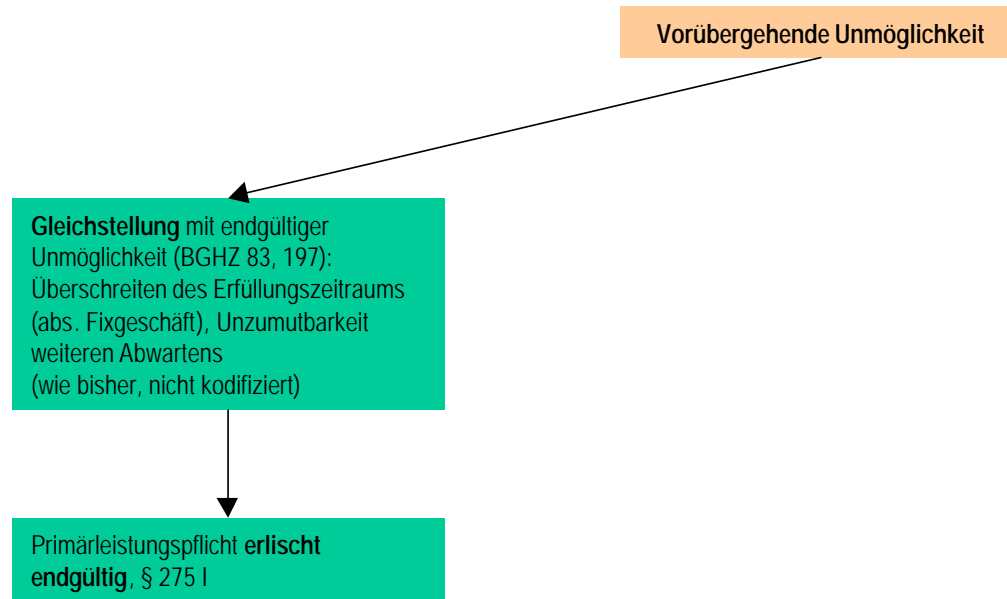 Vorübergehende Unmöglichkeit
Gleichstellung mit endgültiger
Unmöglichkeit (BGHZ 83, 197):
Überschreiten des Erfüllungszeitraums
(abs. Fixgeschäft), Unzumutbarkeit
weiteren Abwartens
(wie bisher, nicht kodifiziert)
Primärleistungspflicht erlischt
endgültig, § 275 I